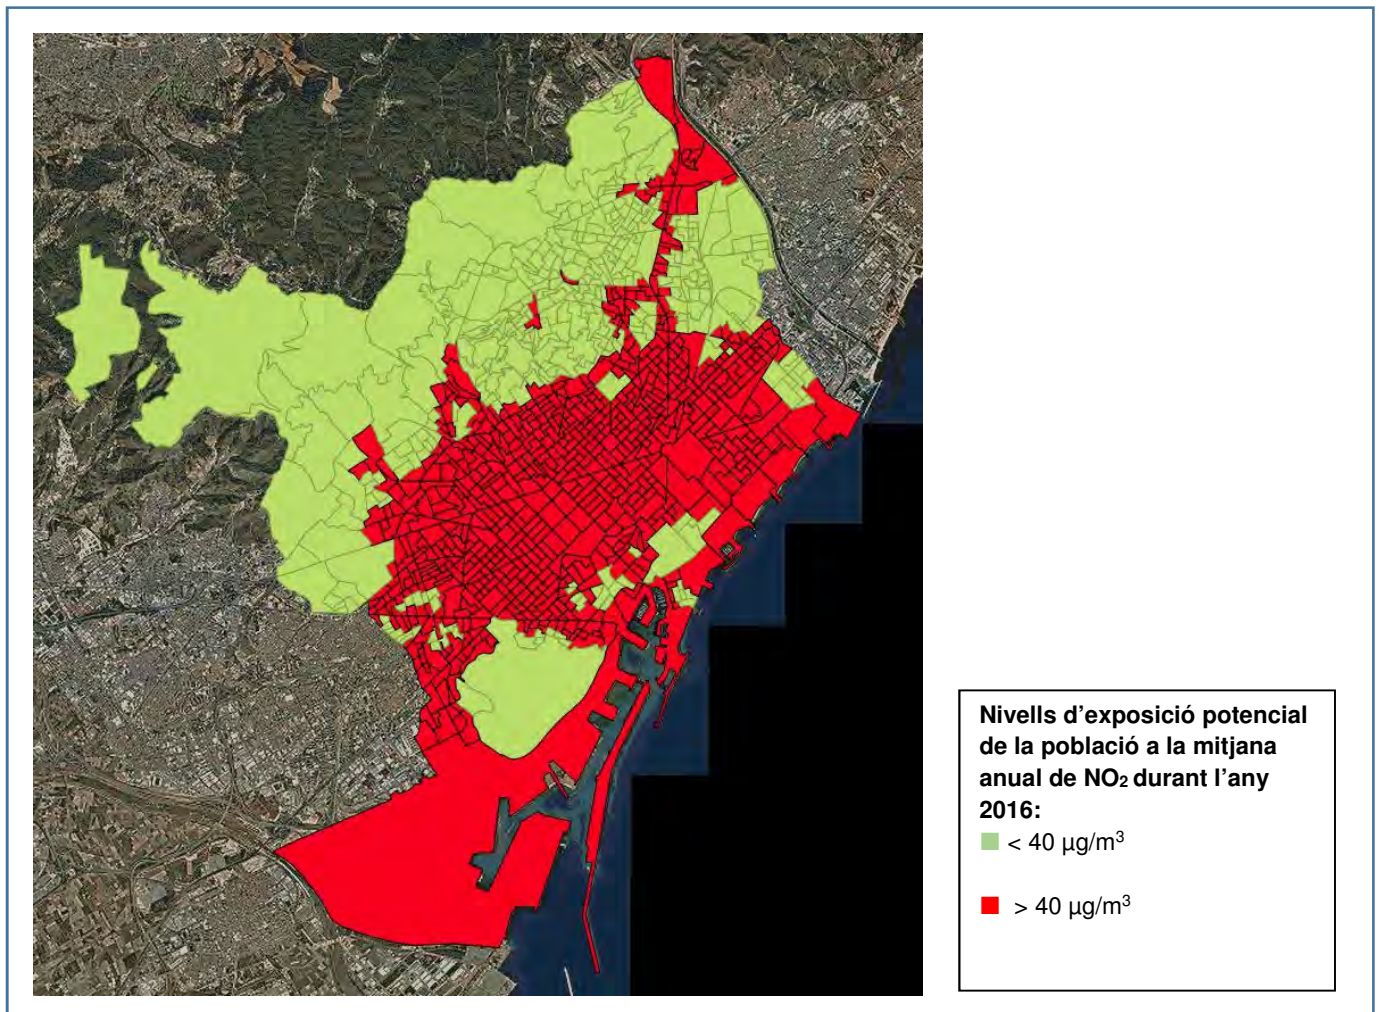 Nivells d'exposició potencial
de la població a la mitjana
anual de NO₂ durant l'any
2016:
< 40 µg/m³
> 40 µg/m³